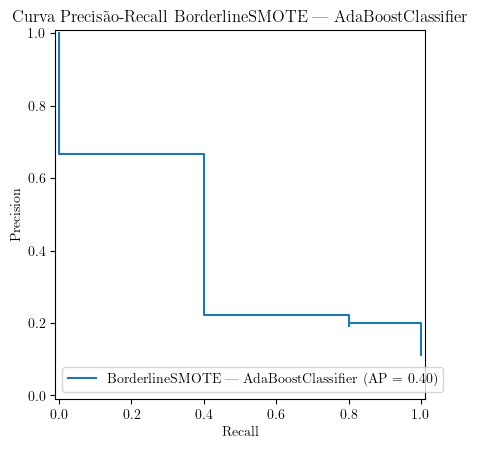 Curva Precisão-Recall BorderlineSMOTE — AdaBoostClassifier
1.0
0.8
0.6
0.4
0.2
0.0
Precision
BorderlineSMOTE — AdaBoostClassifier (AP = 0.40)
0.0 0.2 0.4 0.6 0.8 1.0
Recall